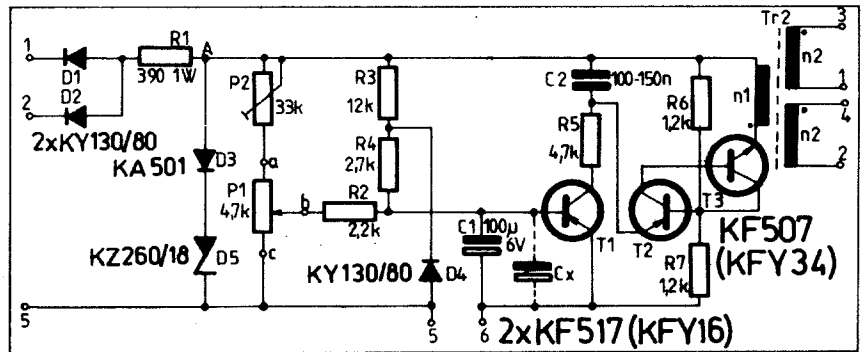 1
2
D1
D2
2xKY130/80
R1
390 1W
A
KA501
D3
KZ260/18
D5
P2
33k
a
P1
4,7k
b
c
R2
2,2k
R3
12k
R4
2,7k
KY130/80
D4
C1
100µ
6V
Cx
C2
100-150n
R5
4,7k
T1
T2
T3
R6
1,2k
R7
1,2k
n1
Tr2
n2
n2
3
1
4
2
KF507
(KFY34)
5
5
6
2xKF517(KFY16)